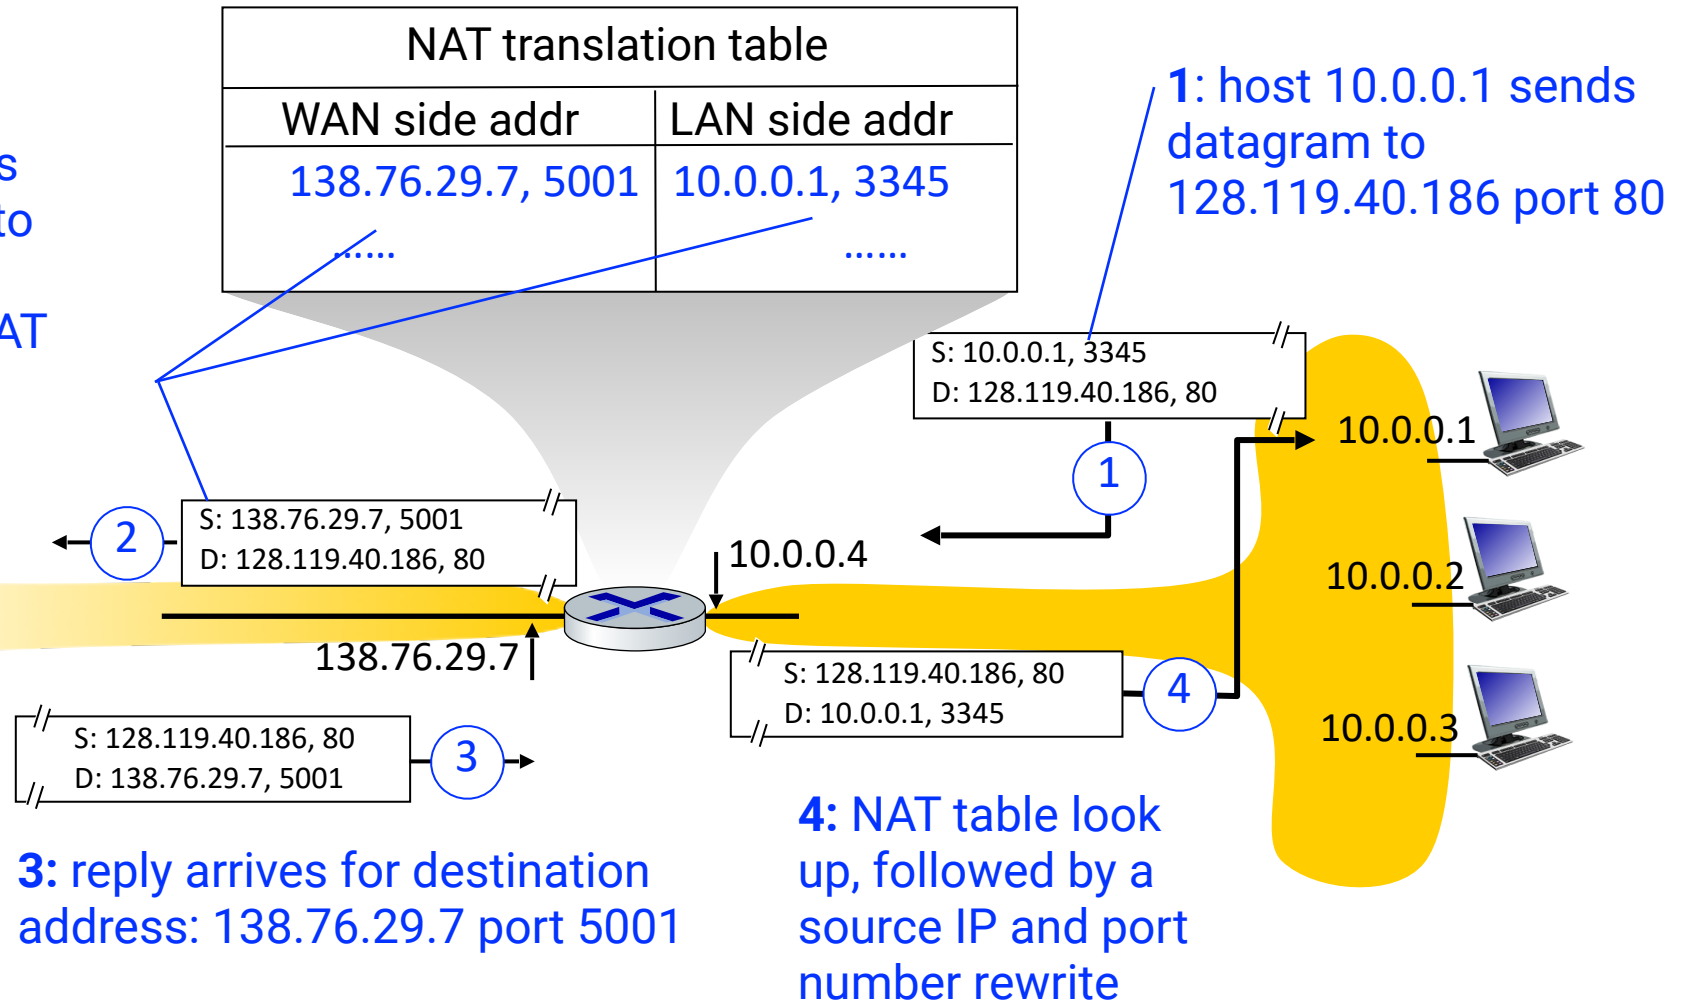 NAT translation table
WAN side addr LAN side addr
138.76.29.7, 5001 10.0.0.1, 3345
...... ......
1: host 10.0.0.1 sends
datagram to
128.119.40.186 port 80
s
to
AT
S: 10.0.0.1, 3345
D: 128.119.40.186, 80
1
10.0.0.1
2
S: 138.76.29.7, 5001
D: 128.119.40.186, 80
10.0.0.4
10.0.0.2
138.76.29.7
S: 128.119.40.186, 80
D: 10.0.0.1, 3345
4
10.0.0.3
S: 128.119.40.186, 80
D: 138.76.29.7, 5001
3
3: reply arrives for destination
address: 138.76.29.7 port 5001
4: NAT table look
up, followed by a
source IP and port
number rewrite